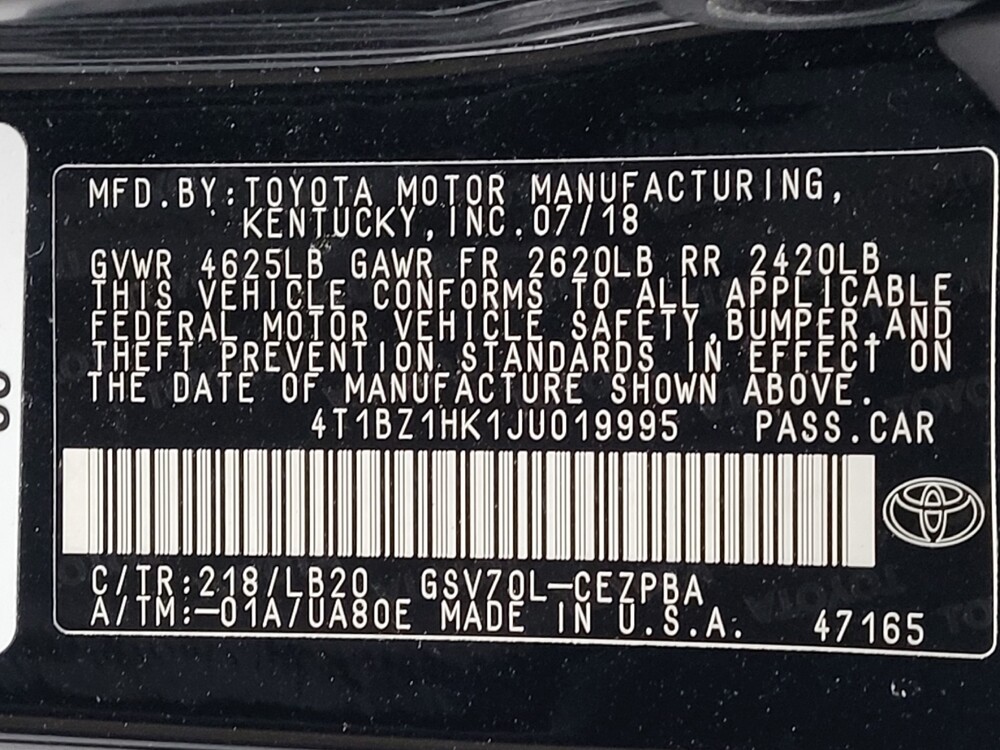 MFD.BY:TOYOTA MOTOR MANUFACTURING,
KENTUCKY,INC.07/18
GVWR 4625LB GAWR FR 2620LB RR 2420LB
THIS VEHICLE CONFORMS TO ALL APPLICABLE
FEDERAL MOTOR VEHICLE SAFETY,BUMPER,AND
THEFT PREVENTION STANDARDS IN EFFECT ON
THE DATE OF MANUFACTURE SHOWN ABOVE.
4T1BZ1HK1JU019995 PASS.CAR
C/TR:218/LB20 GSV70L-CEZPBA
A/TM:-01A/UA80E MADE IN U.S.A. 47165